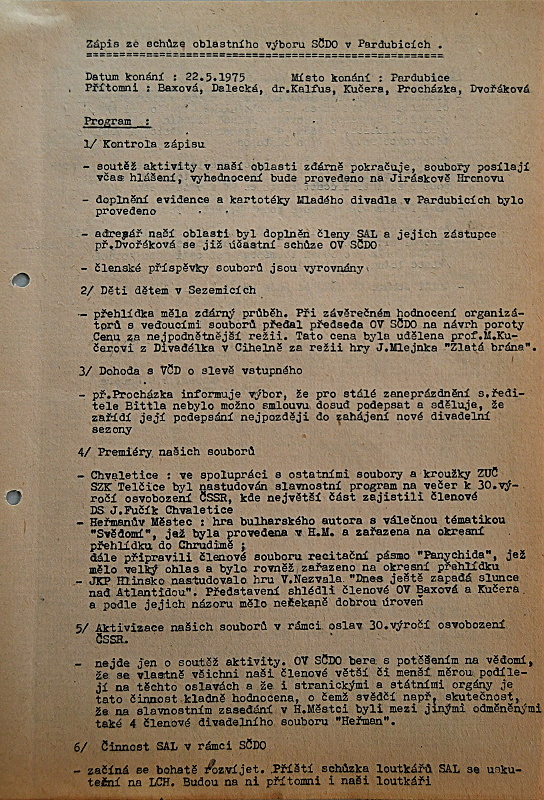 Zápis ze schůze oblastního výboru SČDO v Pardubicích .
Datum konání : 22.5.1975 Místo konání : Pardubice
Přítomni : Baxová, Dalecká, dr.Kalfus, Kučera, Procházka, Dvořáková
Program :
1/ Kontrola zápisu
- soutěž aktivity v naší oblasti zdárně pokračuje, soubory posílají
včas hlášení, vyhednocení bude provedeno na Jiráskově Hronovu
- doplnění evidence a kartotéky Mladého divadla v Pardubicích bylo
provedeno
- adresář naší oblasti byl doplněn členy SAL a jejich zástupce
př.Dvořáková se již účastní schůze OV SČDO
- členské příspěvky souborů jsou vyrovnány
2/ Děti dětem v Sezemicích
- přehlídka měla zdárný průběh. Při závěrečném hodnocení organizá-
torů s vedoucími souborů předal předseda OV SČDO na návrh poroty
Cenu za nejpodnětnější režii. Tato cena byla udělena prof.M.Ku-
čerovi z Divadélka v Cihelně za režii hry J.Mlejnka "Zlatá brána".
3/ Dohoda s VČD o slevě vstupného
- př.Procházka informuje výbor, že pro stálé zaneprázdnění s.ředi-
tele Bittla nebylo možno smlouvu dosud podepsat a sděluje, že
zařídí její podepsání nejpozději do zahájení nové divadelní
sezony
4/ Premiéry našich souborů
- Chvaletice : ve spolupráci s ostatními soubory a kroužky ZUČ
SZK Telčice byl nastudován slavnostní program na večer k 30.vý-
ročí osvobození ČSSR, kde největší část zajistili členové
DS J.Fučík Chvaletice
- Heřmanův Městec : hra bulharského autora s válečnou tématikou
"Svědomí", jež byla provedena v H.M. a zařazena na okresní
přehlídku do Chrudimě ;
dále připravili členové souboru recitační pásmo "Panychida", jež
mělo velký ohlas a bylo rovněž zařazeno na okresní přehlídku
- JKP Hlinsko nastudovalo hru V.Nezvala "Dnes ještě zapadá slunce
nad Atlantidou". Představení shlédli členové OV Baxová a Kučera
a podle jejich názoru mělo nečekaně dobrou úroveň
5/ Aktivizace našich souborů v rámci oslav 30.výročí osvobození
ČSSR.
- nejde jen o soutěž aktivity. OV SČDO bere s potěšením na vědomí,
že se vlastně všichni naši členové větší či menší měrou podíle-
jí na těchto oslavách a že i stranickými a státními orgány je
tato činnost kladně hodnocena, o čemž svědčí např. skutečnost,
že na slavnostním zasedání v H.Městci byli mezi jinými odměněnými
také 4 členové divadelního souboru "Heřman".
6/ Činnost SAL v rámci SČDO
- začíná se bohatě rozvíjet. Příští schůzka loutkářů SAL se usku-
teční na LCH. Budou na ní přítomni i naši loutkáři